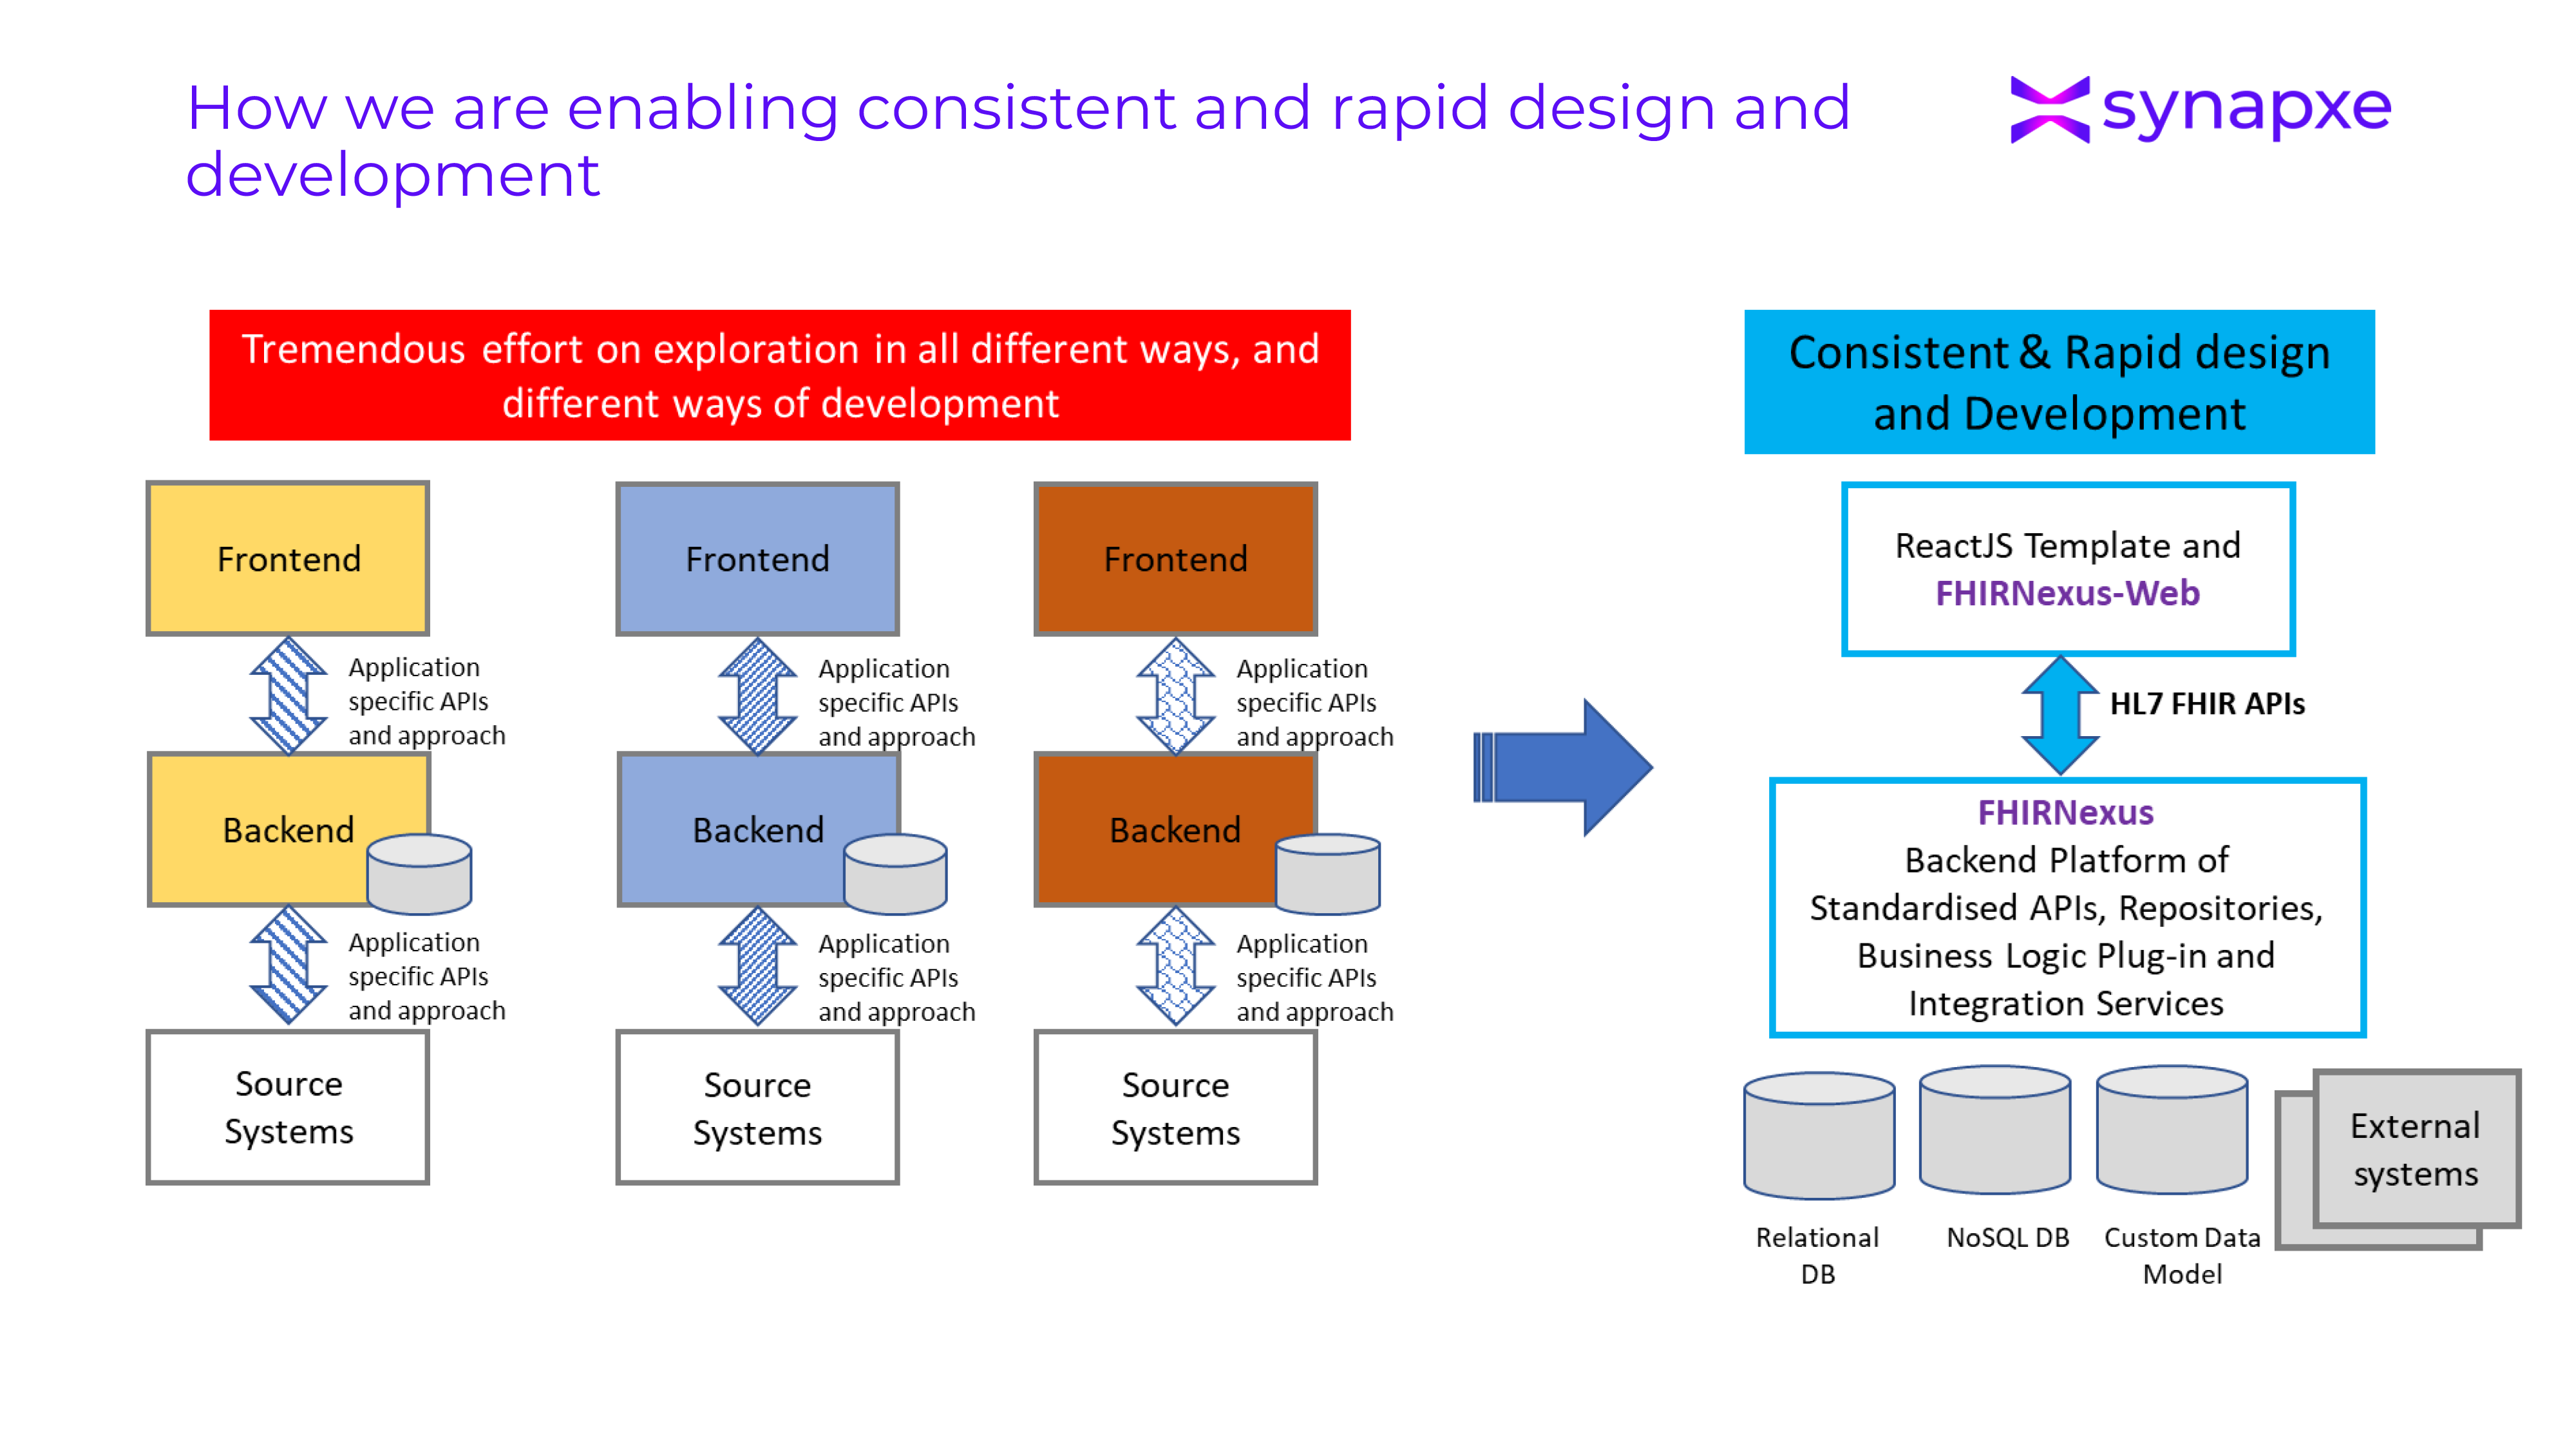 How we are enabling consistent and rapid design and
development
synapxe
Tremendous effort on exploration in all different ways, and
different ways of development
Frontend
Application
specific APIs
and approach
Backend
Application
specific APIs
and approach
Source
Systems
Frontend
Application
specific APIs
and approach
Backend
Application
specific APIs
and approach
Source
Systems
Frontend
Application
specific APIs
and approach
Backend
Application
specific APIs
and approach
Source
Systems
Consistent & Rapid design
and Development
ReactJS Template and
FHIRNexus-Web
HL7 FHIR APIs
FHIRNexus
Backend Platform of
Standardised APIs, Repositories,
Business Logic Plug-in and
Integration Services
Relational
DB
NoSQL DB
Custom Data
Model
External
systems